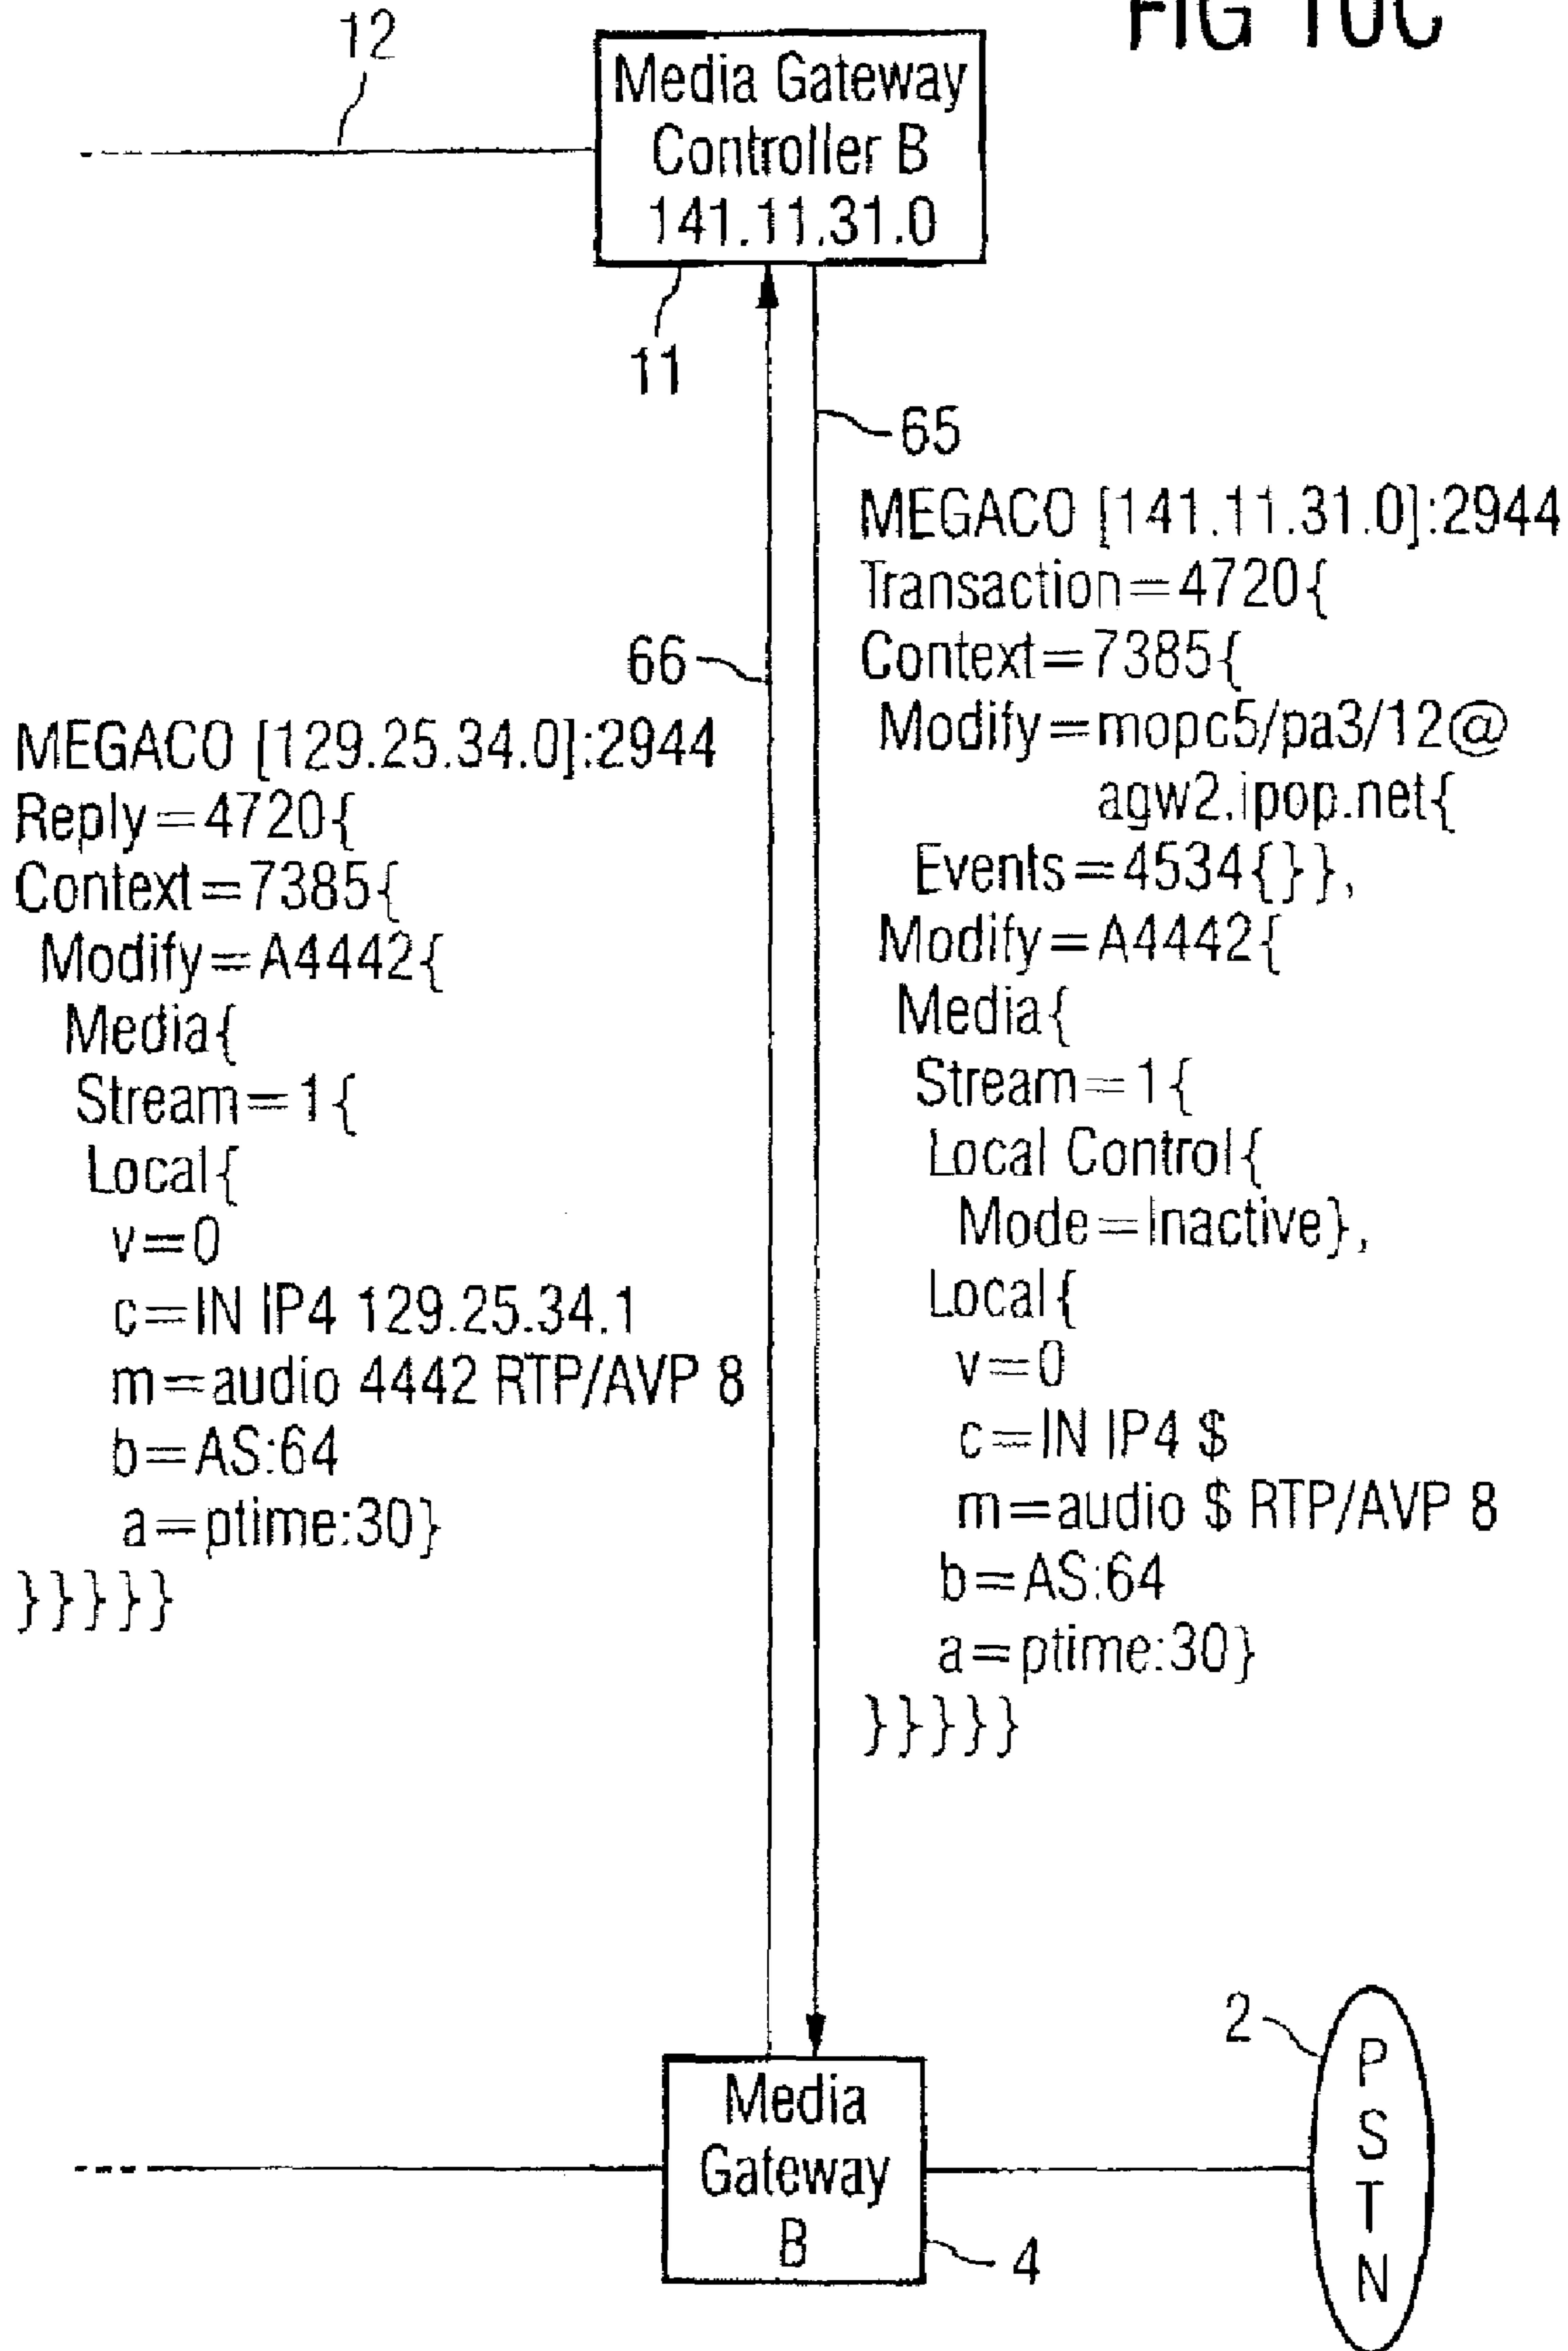 FIG 10C
12
Media Gateway
Controller B
141.11.31.0
11
65
MEGACO [141.11.31.0]:2944
Transaction=4720{
Context=7385{
Modify=mopc5/pa3/12@
agw2.ipop.net{
Events=4534{}},
Modify=A4442{
Media{
Stream=1{
Local Control{
Mode=Inactive},
Local{
v=0
c=IN IP4 $
m=audio $ RTP/AVP 8
b=AS:64
a=ptime:30}
}}}}}
66
MEGACO [129.25.34.0]:2944
Reply=4720{
Context=7385{
Modify=A4442{
Media{
Stream=1{
Local{
v=0
c=IN IP4 129.25.34.1
m=audio 4442 RTP/AVP 8
b=AS:64
a=ptime:30}
}}}}}
Media
Gateway
B
4
2
P
S
T
N